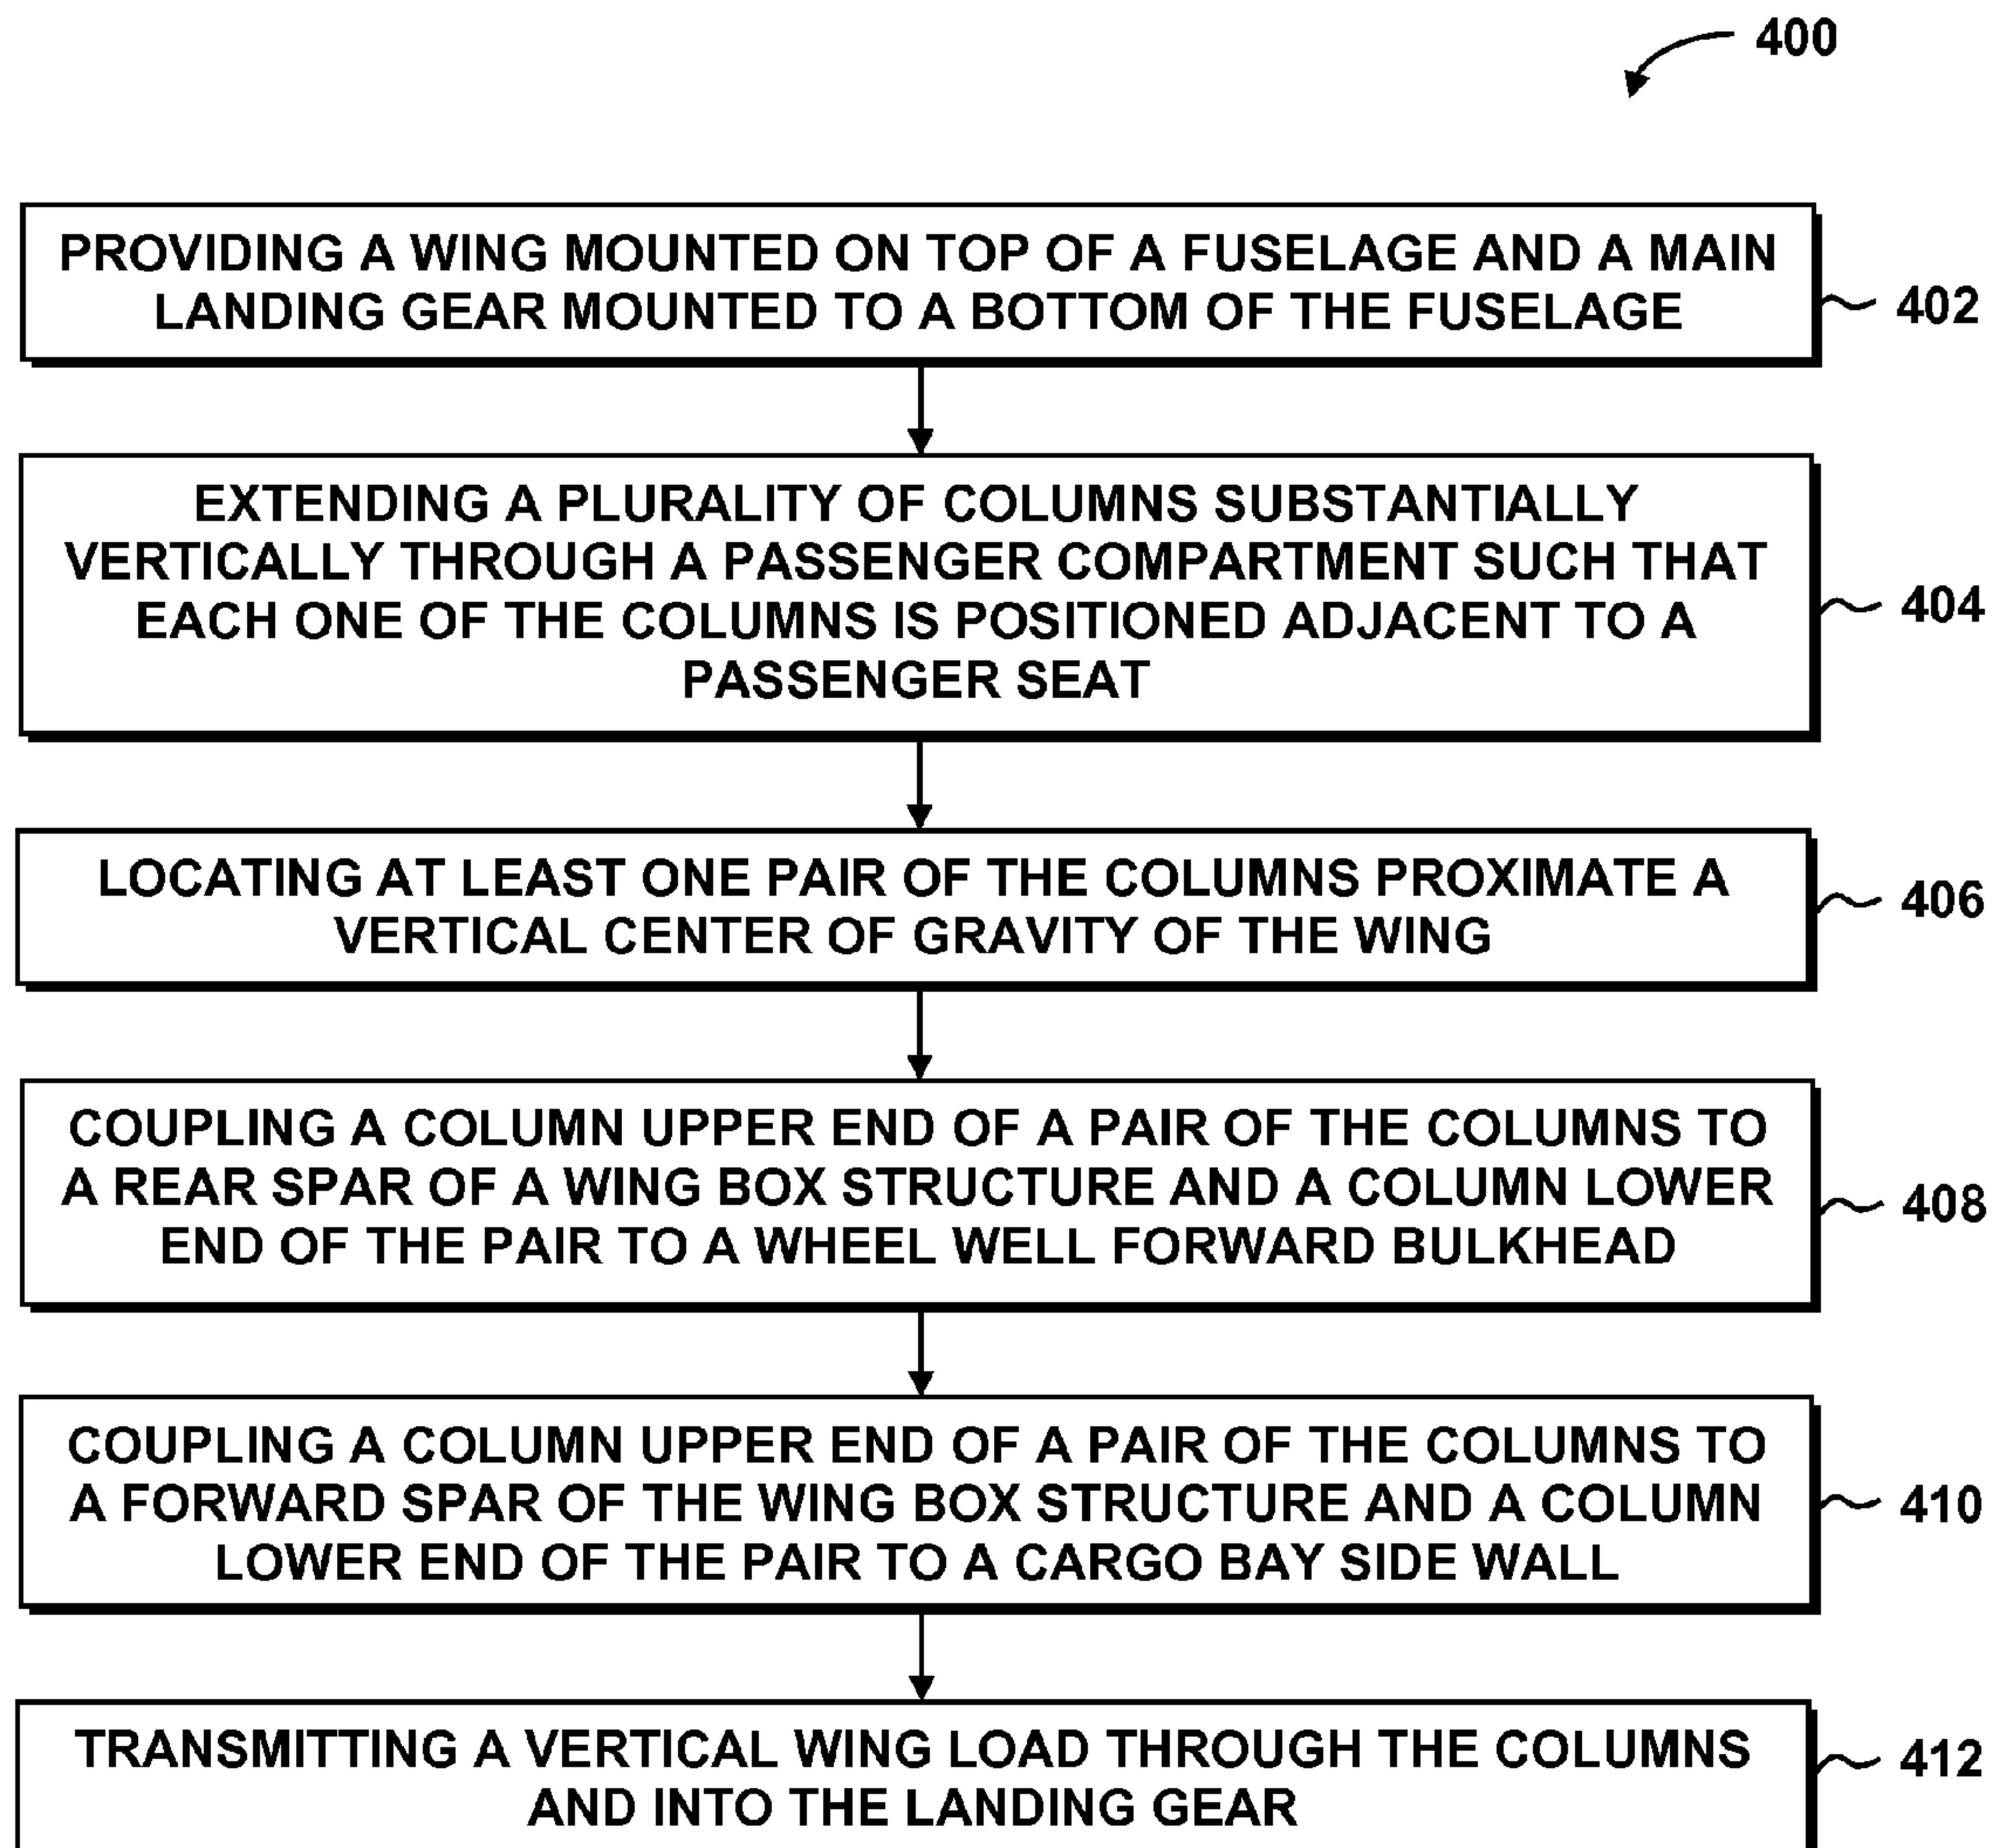 400
PROVIDING A WING MOUNTED ON TOP OF A FUSELAGE AND A MAIN
LANDING GEAR MOUNTED TO A BOTTOM OF THE FUSELAGE
402
EXTENDING A PLURALITY OF COLUMNS SUBSTANTIALLY
VERTICALLY THROUGH A PASSENGER COMPARTMENT SUCH THAT
EACH ONE OF THE COLUMNS IS POSITIONED ADJACENT TO A
PASSENGER SEAT
404
LOCATING AT LEAST ONE PAIR OF THE COLUMNS PROXIMATE A
VERTICAL CENTER OF GRAVITY OF THE WING
406
COUPLING A COLUMN UPPER END OF A PAIR OF THE COLUMNS TO
A REAR SPAR OF A WING BOX STRUCTURE AND A COLUMN LOWER
END OF THE PAIR TO A WHEEL WELL FORWARD BULKHEAD
408
COUPLING A COLUMN UPPER END OF A PAIR OF THE COLUMNS TO
A FORWARD SPAR OF THE WING BOX STRUCTURE AND A COLUMN
LOWER END OF THE PAIR TO A CARGO BAY SIDE WALL
410
TRANSMITTING A VERTICAL WING LOAD THROUGH THE COLUMNS
AND INTO THE LANDING GEAR
412